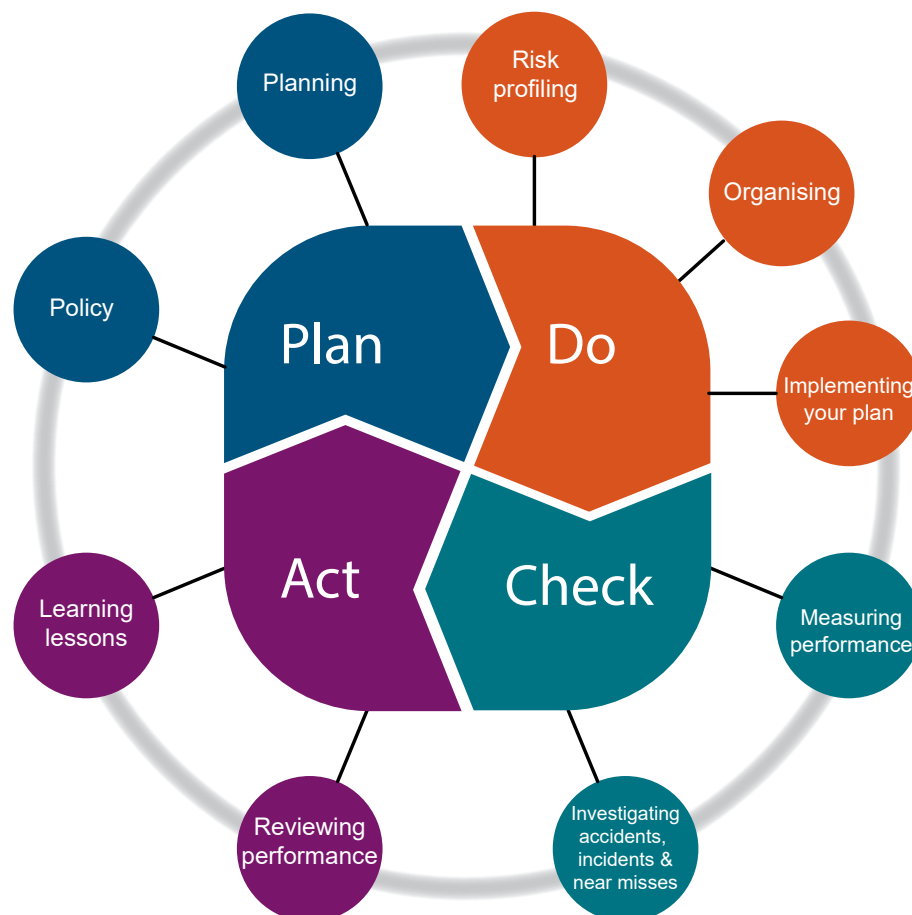 Planning
Risk
profiling
Organising
Policy
Plan
Do
Implementing
your plan
Act
Check
Learning
lessons
Measuring
performance
Reviewing
performance
Investigating
accidents,
incidents &
near misses